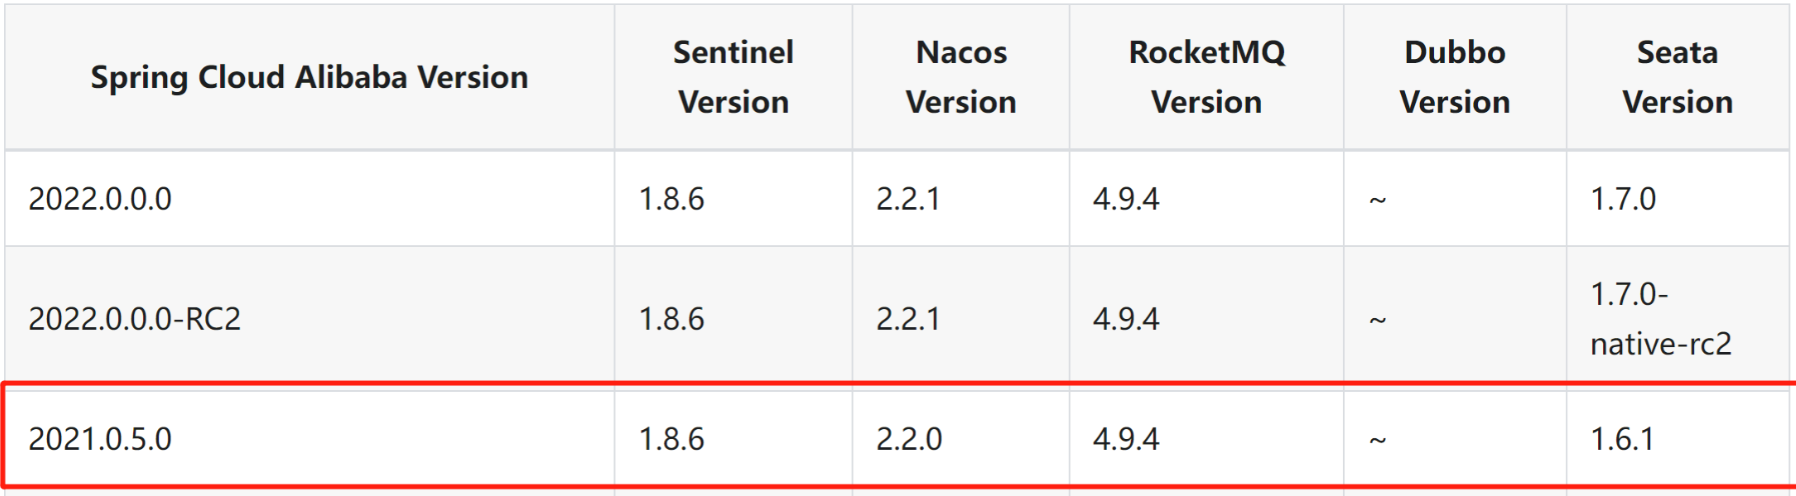 Spring Cloud Alibaba Version Sentinel Version Nacos Version RocketMQ Version Dubbo Version Seata Version
2022.0.0.0 1.8.6 2.2.1 4.9.4 ~ 1.7.0
2022.0.0.0-RC2 1.8.6 2.2.1 4.9.4 ~ 1.7.0-native-rc2
2021.0.5.0 1.8.6 2.2.0 4.9.4 ~ 1.6.1